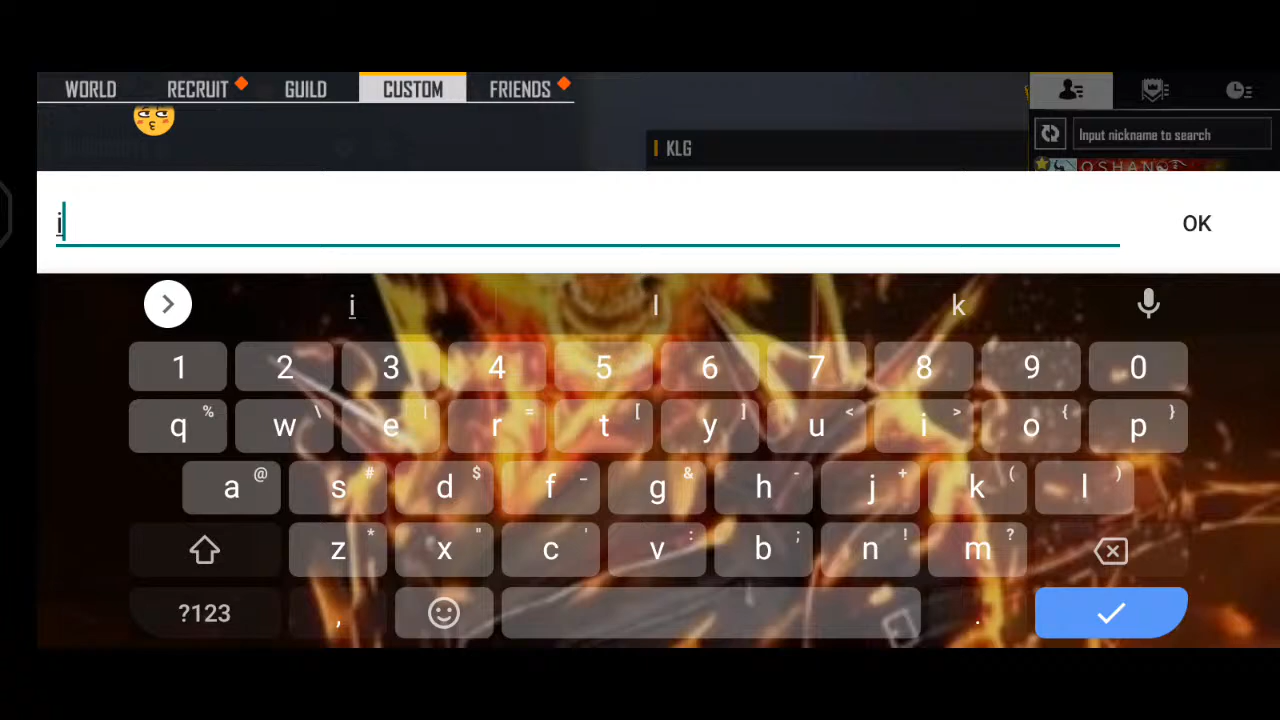 WORLD RECRUIT GUILD CUSTOM FRIENDS
Input nickname to search
KLG
OSHAN
i OK
i l k
1 2 3 4 5 6 7 8 9 0
q % w \ e | r = t [ y ] u < i > o { p }
a @ s # d $ f _ g & h - j + k ( l )
z * x " c ' v : b ; n ! m ?
?123 , .